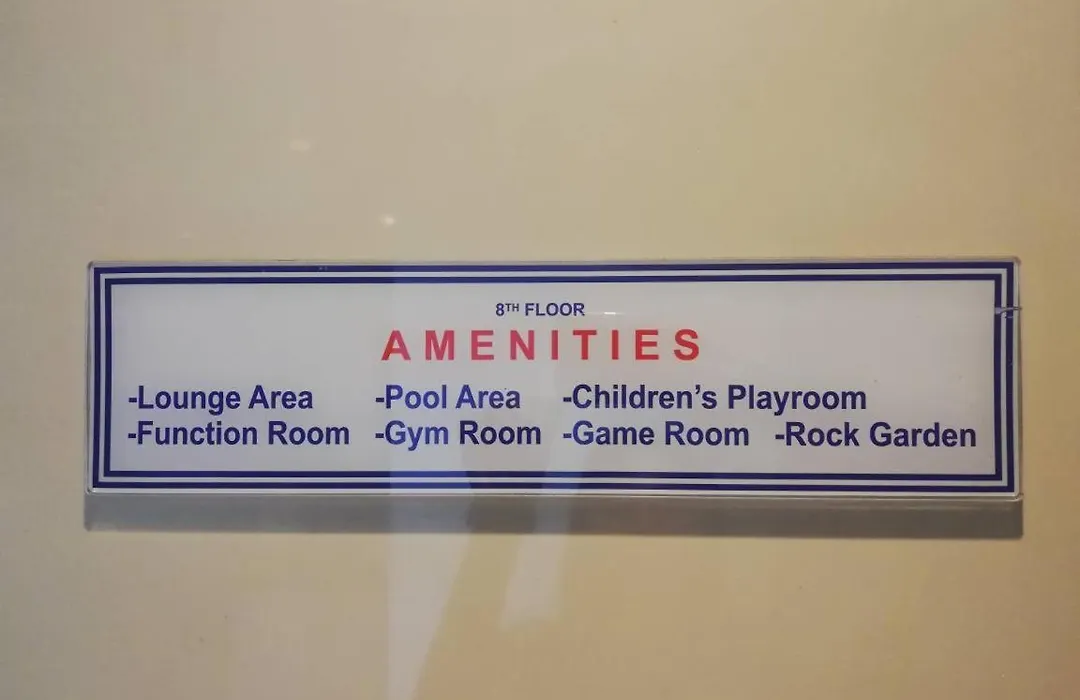 8TH FLOOR
AMENITIES
-Lounge Area -Pool Area -Children's Playroom
-Function Room -Gym Room -Game Room -Rock Garden